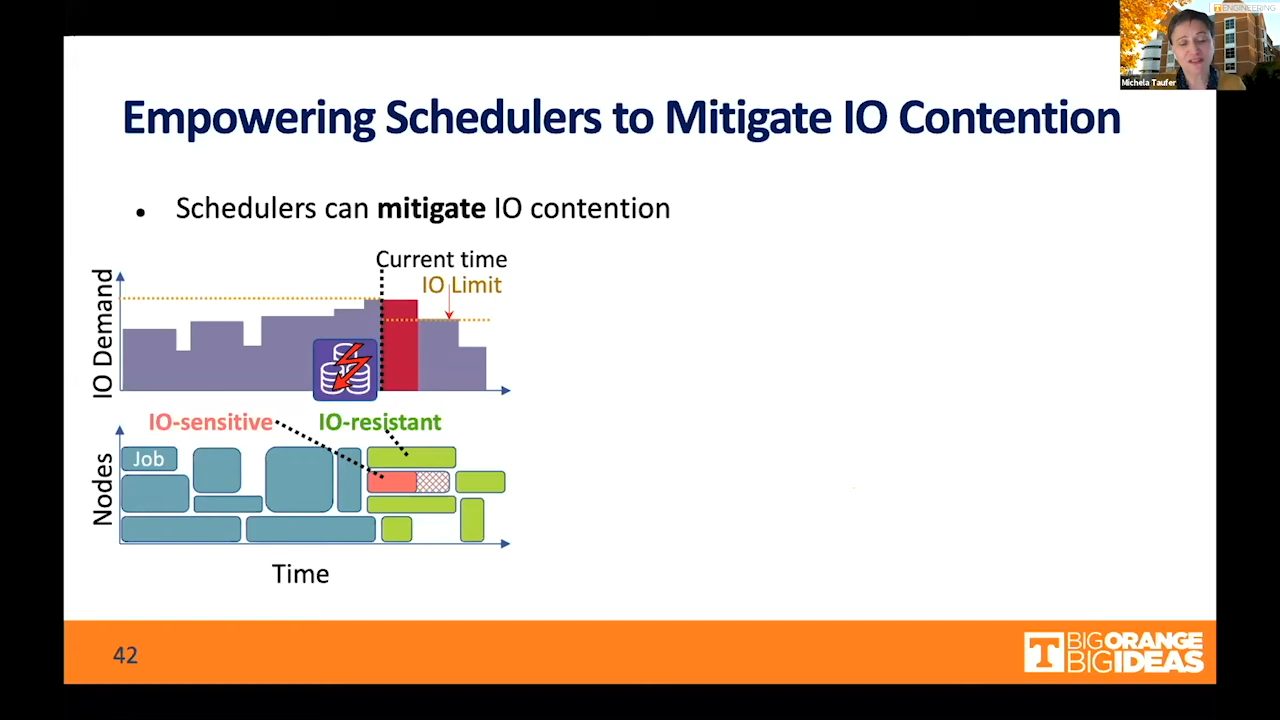 ENGINEERING
Michela Taufer
Empowering Schedulers to Mitigate IO Contention
• Schedulers can mitigate IO contention
Current time
IO Limit
IO Demand
IO-sensitive
IO-resistant
Job
Nodes
Time
42
T
BIG ORANGE
BIG IDEAS